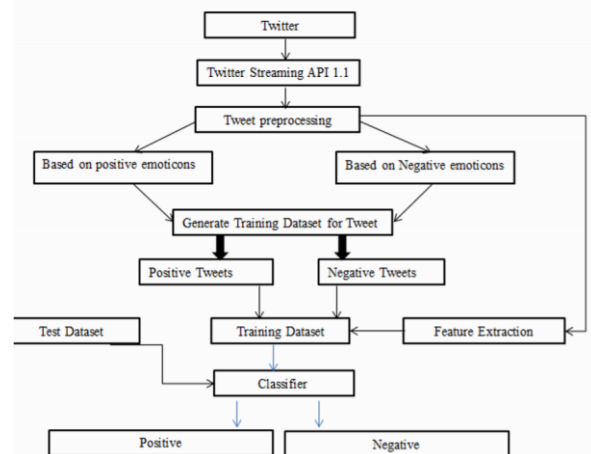 Twitter
Twitter Streaming API 1.1
Tweet preprocessing
Based on positive emoticons
Based on Negative emoticons
Generate Training Dataset for Tweet
Positive Tweets
Negative Tweets
Test Dataset
Training Dataset
Feature Extraction
Classifier
Positive
Negative